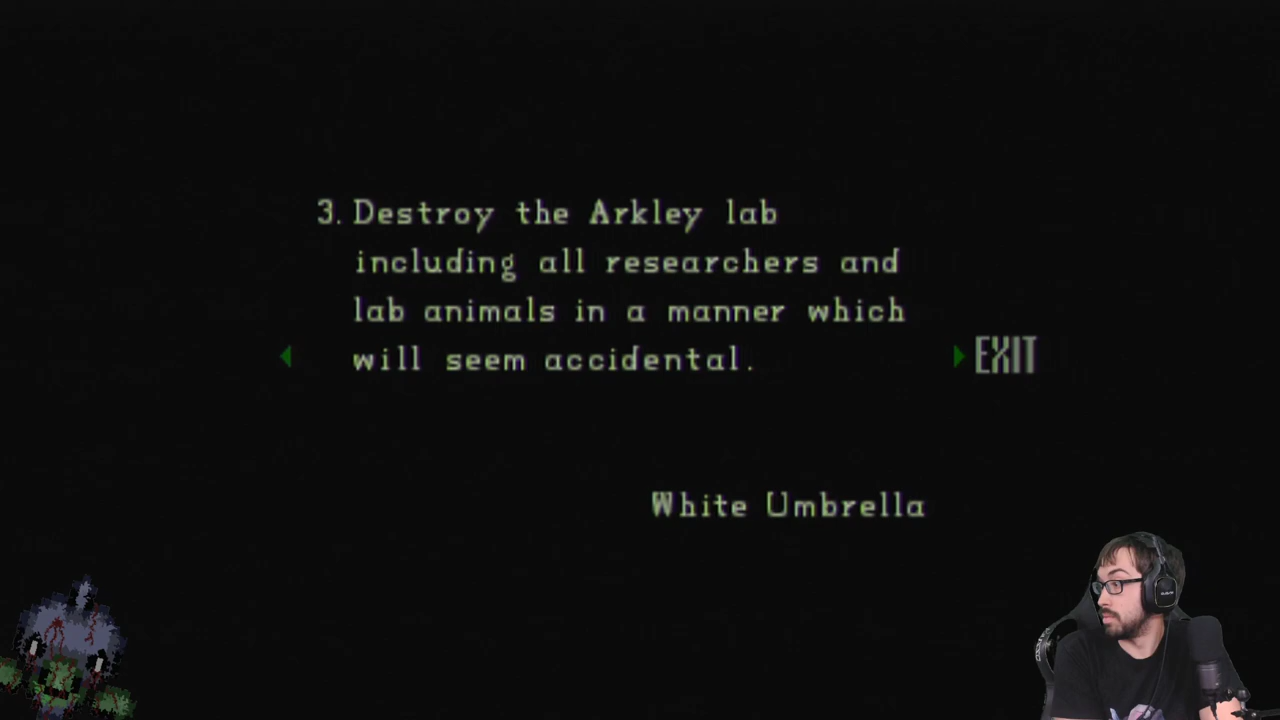 3. Destroy the Arkley lab
including all researchers and
lab animals in a manner which
will seem accidental.
EXIT
White Umbrella